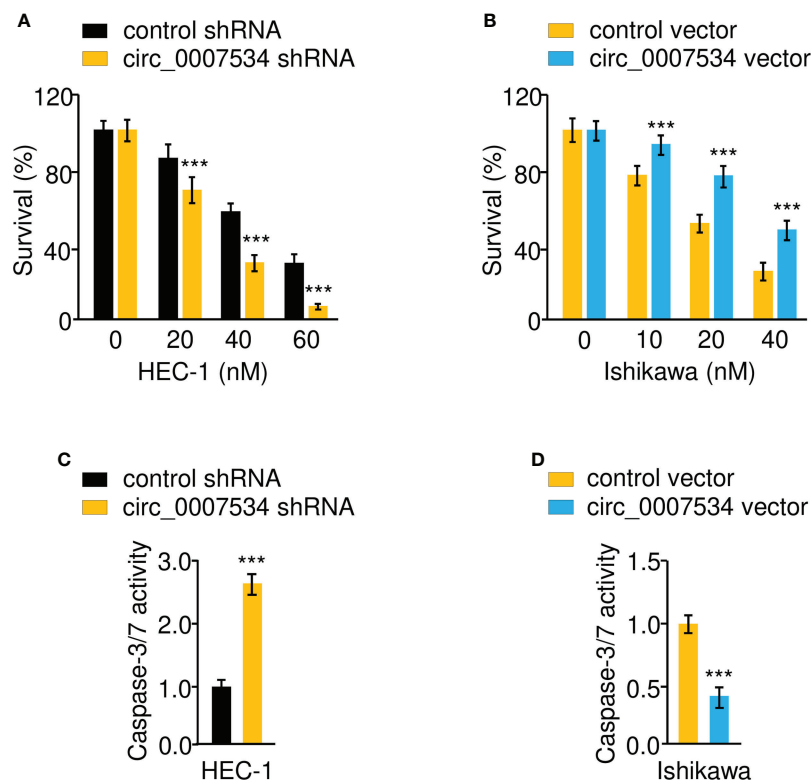 A
control shRNA
circ_0007534 shRNA
Survival (%)
120
80
40
0
***
***
***
0 20 40 60
HEC-1 (nM)
B
control vector
circ_0007534 vector
Survival (%)
120
80
40
0
***
***
***
0 10 20 40
Ishikawa (nM)
C
control shRNA
circ_0007534 shRNA
Caspase-3/7 activity
3.0
2.0
1.0
0.0
***
HEC-1
D
control vector
circ_0007534 vector
Caspase-3/7 activity
1.5
1.0
0.5
0.0
***
Ishikawa